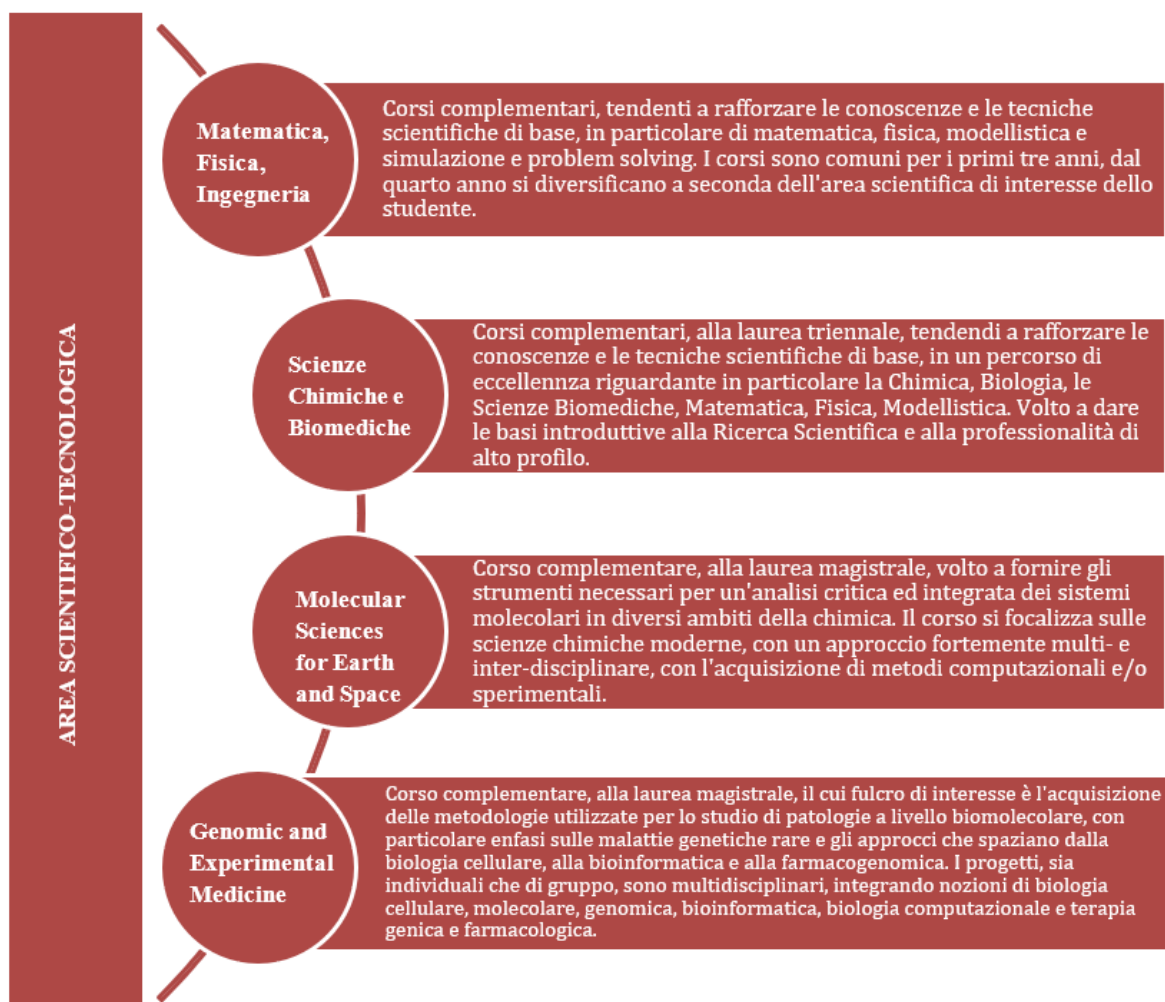 AREA SCIENTIFICO-TECNOLOGICA
Matematica,
Fisica,
Ingegneria
Corsi complementari, tendenti a rafforzare le conoscenze e le tecniche
scientifiche di base, in particolare di matematica, fisica, modellistica e
simulazione e problem solving. I corsi sono comuni per i primi tre anni, dal
quarto anno si diversificano a seconda dell'area scientifica di interesse dello
studente.
Scienze
Chimiche e
Biomediche
Corsi complementari, alla laurea triennale, tendendi a rafforzare le
conoscenze e le tecniche scientifiche di base, in un percorso di
eccellennza riguardante in particolare la Chimica, Biologia, le
Scienze Biomediche, Matematica, Fisica, Modellistica. Volto a dare
le basi introduttive alla Ricerca Scientifica e alla professionalità di
alto profilo.
Molecular
Sciences
for Earth
and Space
Corso complementare, alla laurea magistrale, volto a fornire gli
strumenti necessari per un'analisi critica ed integrata dei sistemi
molecolari in diversi ambiti della chimica. Il corso si focalizza sulle
scienze chimiche moderne, con un approccio fortemente multi- e
inter-disciplinare, con l'acquisizione di metodi computazionali e/o
sperimentali.
Genomic and
Experimental
Medicine
Corso complementare, alla laurea magistrale, il cui fulcro di interesse è l'acquisizione
delle metodologie utilizzate per lo studio di patologie a livello biomolecolare, con
particolare enfasi sulle malattie genetiche rare e gli approcci che spaziano dalla
biologia cellulare, alla bioinformatica e alla farmacogenomica. I progetti, sia
individuali che di gruppo, sono multidisciplinari, integrando nozioni di biologia
cellulare, molecolare, genomica, bioinformatica, biologia computazionale e terapia
genica e farmacologica.